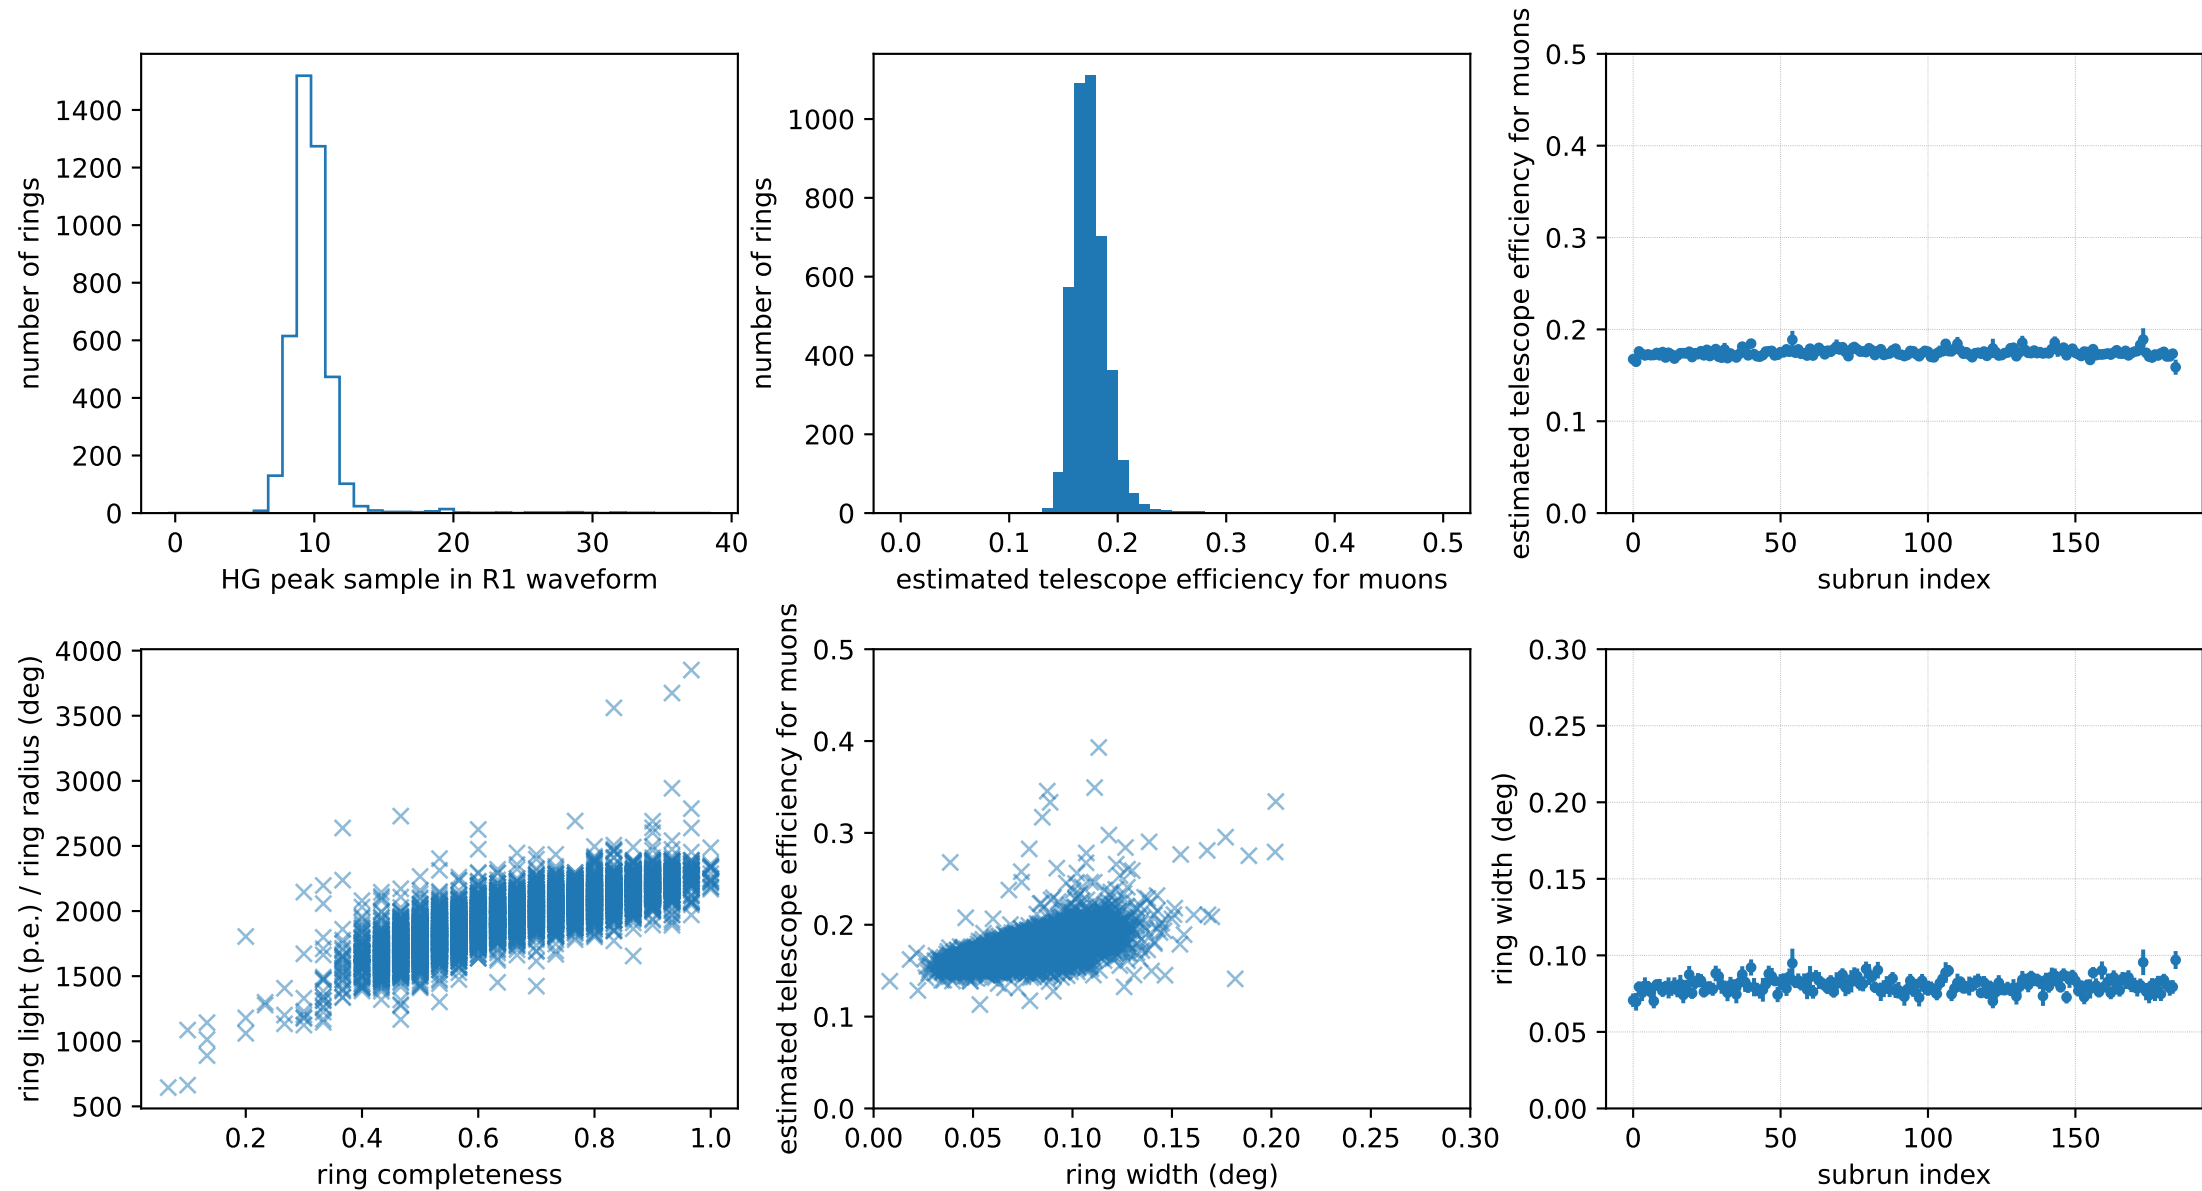 1400
1200
1000
800
600
400
200
0
number of rings
0 10 20 30 40
HG peak sample in R1 waveform
1000
800
600
400
200
0
number of rings
0.0 0.1 0.2 0.3 0.4 0.5
estimated telescope efficiency for muons
0.5
0.4
0.3
0.2
0.1
0.0
estimated telescope efficiency for muons
0 50 100 150
subrun index
4000
3500
3000
2500
2000
1500
1000
500
ring light (p.e.) / ring radius (deg)
0.2 0.4 0.6 0.8 1.0
ring completeness
0.5
0.4
0.3
0.2
0.1
0.0
estimated telescope efficiency for muons
0.00 0.05 0.10 0.15 0.20 0.25 0.30
ring width (deg)
0.30
0.25
0.20
0.15
0.10
0.05
0.00
ring width (deg)
0 50 100 150
subrun index